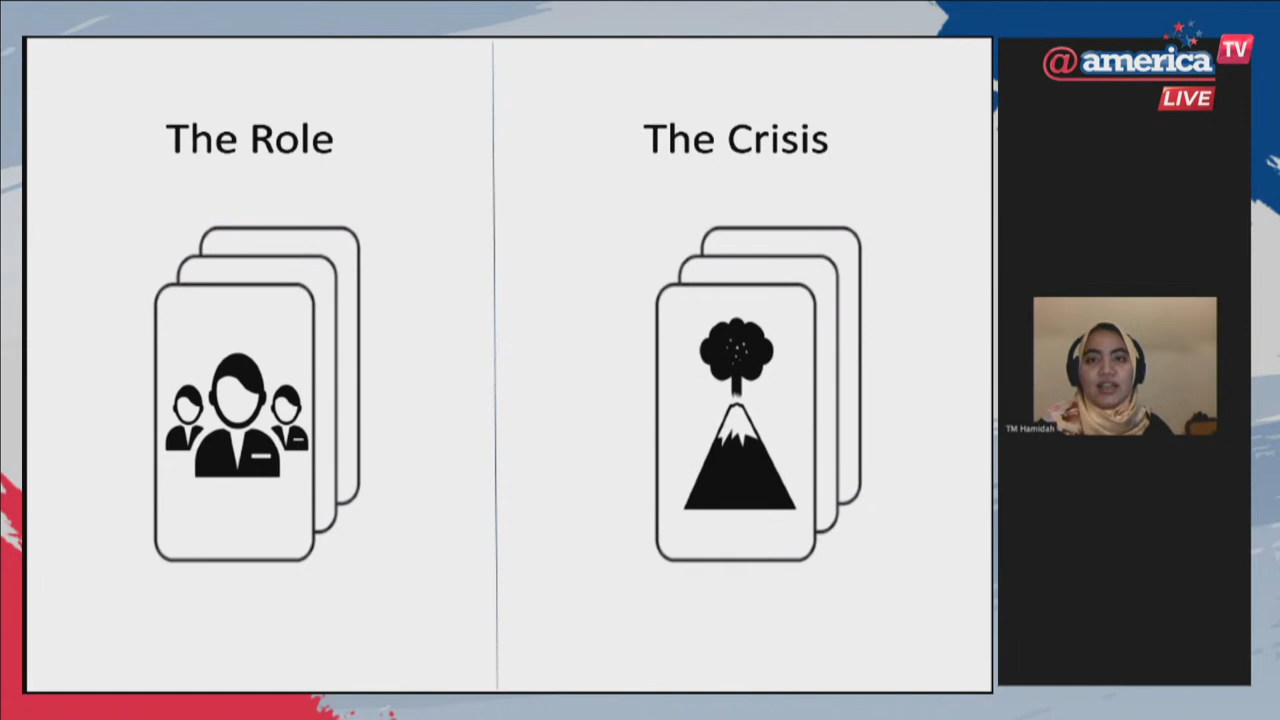 The Role
The Crisis
@america
TV
LIVE
TM Hamidah